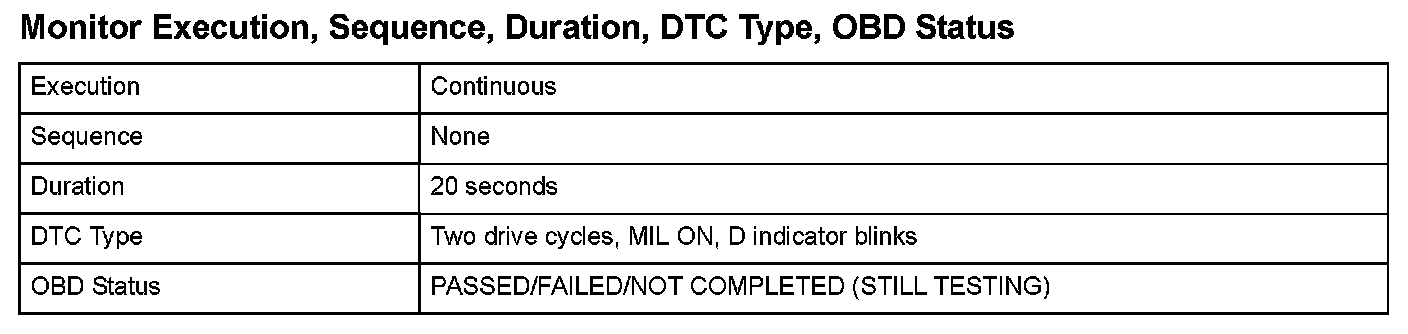 Monitor Execution, Sequence, Duration, DTC Type, OBD Status
Execution Continuous
Sequence None
Duration 20 seconds
DTC Type Two drive cycles, MIL ON, D indicator blinks
OBD Status PASSED/FAILED/NOT COMPLETED (STILL TESTING)